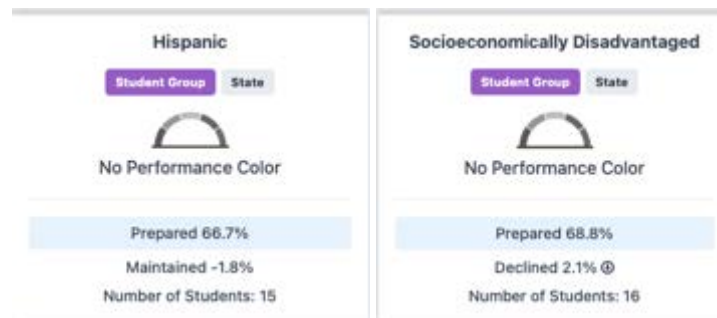 Hispanic
Student Group State
No Performance Color
Prepared 66.7%
Maintained -1.8%
Number of Students: 15
Socioeconomically Disadvantaged
Student Group State
No Performance Color
Prepared 68.8%
Declined 2.1%
Number of Students: 16